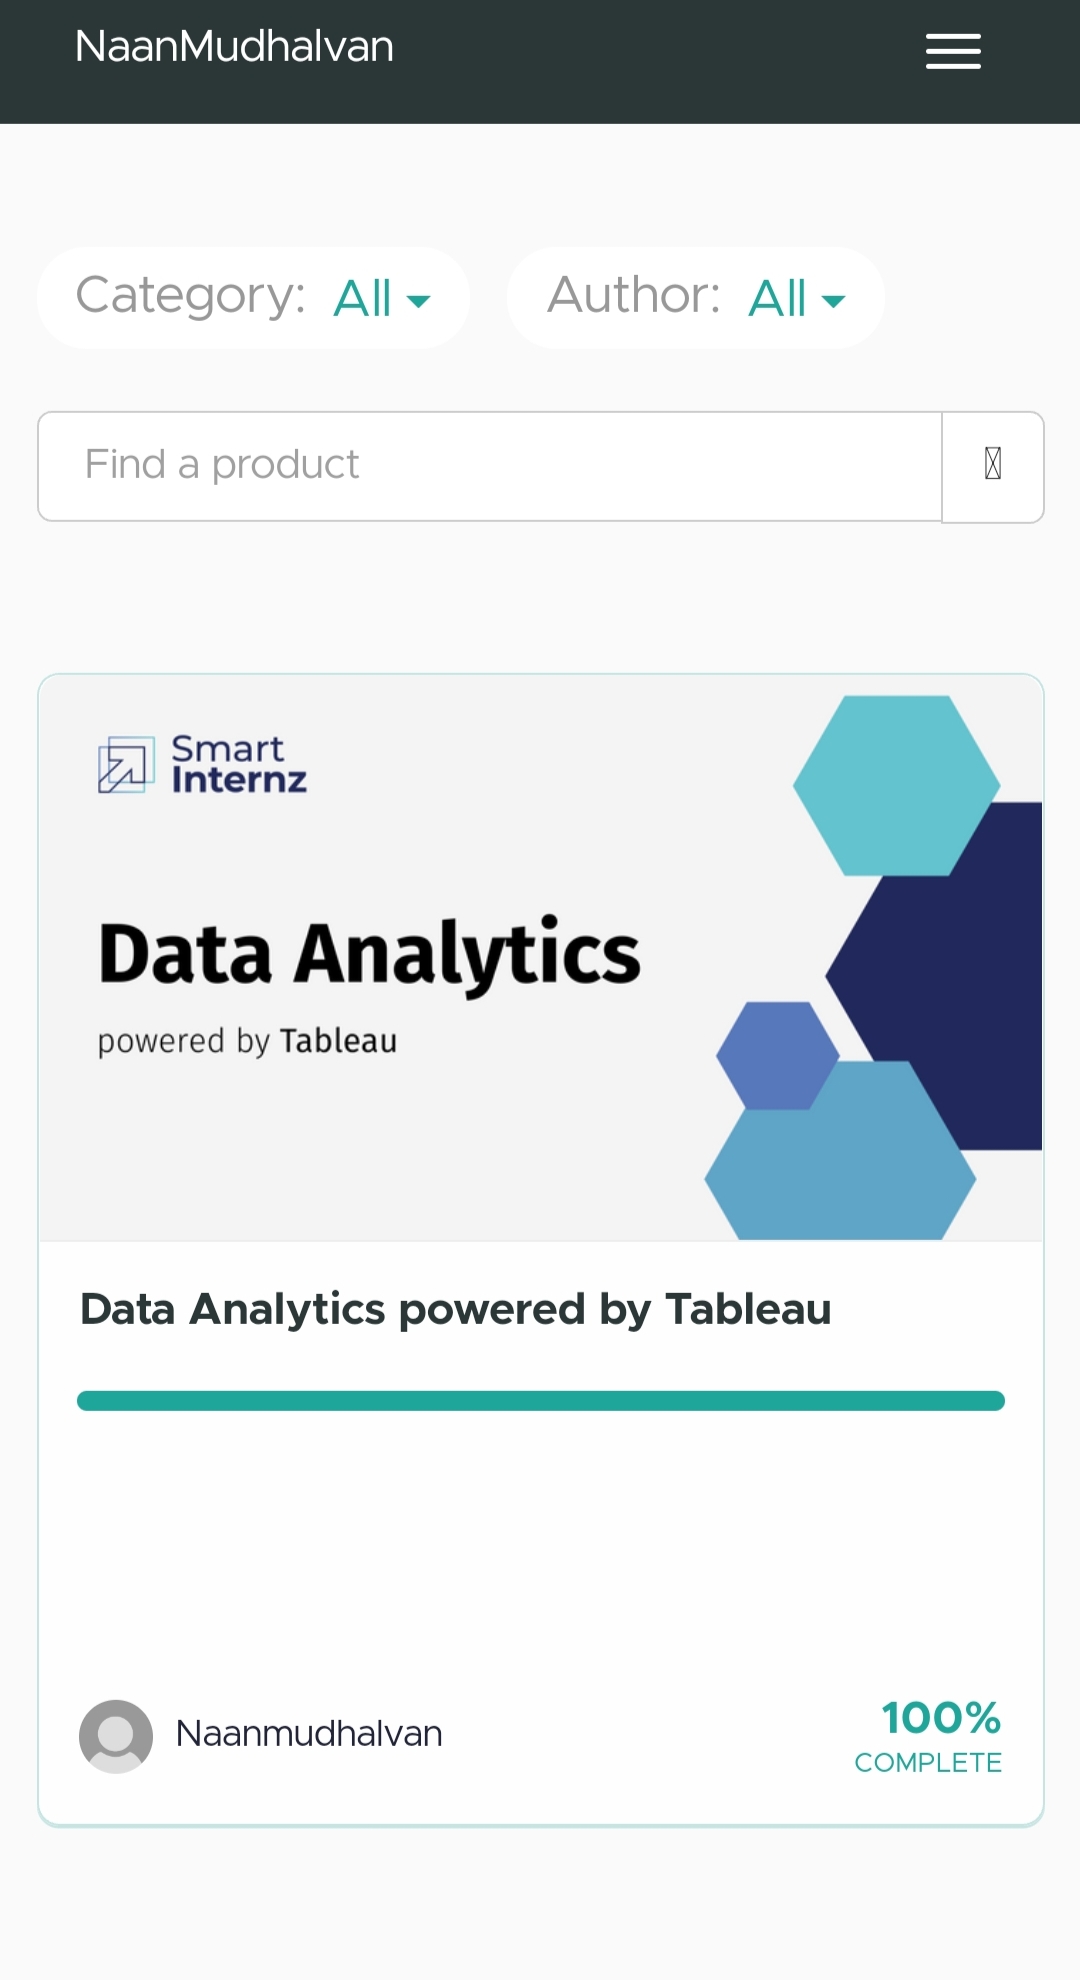 NaanMudhalvan
Category: All
Author: All
Find a product
Smart
Internz
Data Analytics
powered by Tableau
Data Analytics powered by Tableau
Naanmudhalvan
100%
COMPLETE